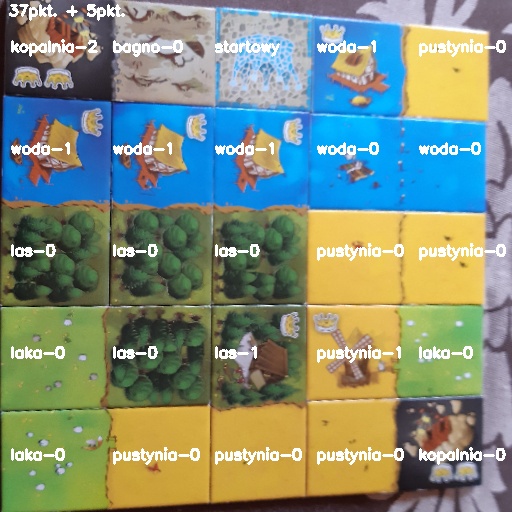 37pkt. + 5pkt.
kopalnia-2 bagno-0 startowy woda-1 pustynia-0
woda-1 woda-1 woda-1 woda-0 woda-0
las-0 las-0 las-0 pustynia-0 pustynia-0
laka-0 las-0 las-1 pustynia-1 laka-0
laka-0 pustynia-0 pustynia-0 pustynia-0 kopalnia-0